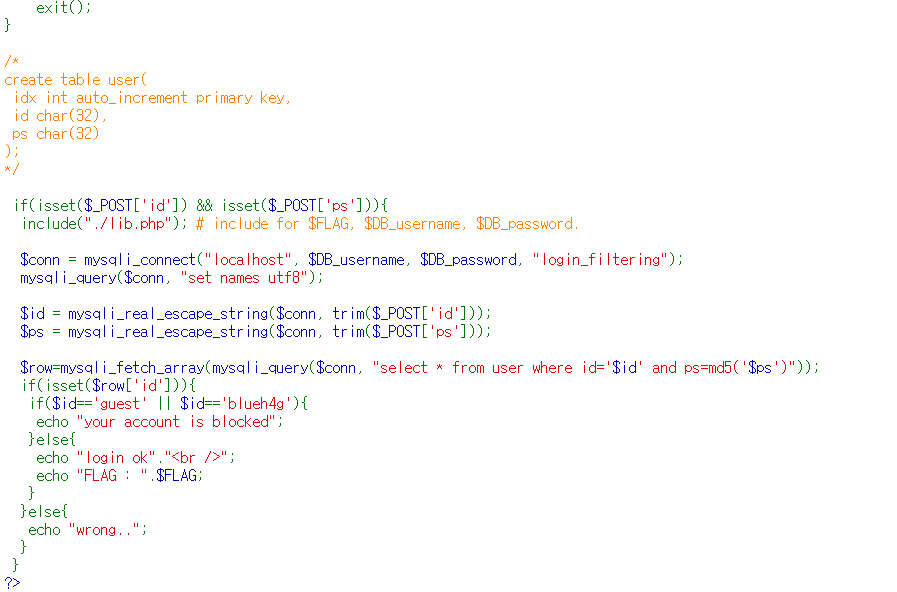 exit();
}
/*
create table user(
idx int auto_increment primary key,
id char(32),
ps char(32)
);
*/
if(isset($_POST['id']) && isset($_POST['ps'])){
include("./lib.php"); # include for $FLAG, $DB_username, $DB_password.
$conn = mysqli_connect("localhost", $DB_username, $DB_password, "login_filtering");
mysqli_query($conn, "set names utf8");
$id = mysqli_real_escape_string($conn, trim($_POST['id']));
$ps = mysqli_real_escape_string($conn, trim($_POST['ps']));
$row=mysqli_fetch_array(mysqli_query($conn, "select * from user where id='$id' and ps=md5('$ps')"));
if(isset($row['id'])){
if($id=='guest' || $id=='blueh4g'){
echo "your account is blocked";
}else{
echo "login ok"."<br />";
echo "FLAG : ".$FLAG;
}
}else{
echo "wrong..";
}
}
?>